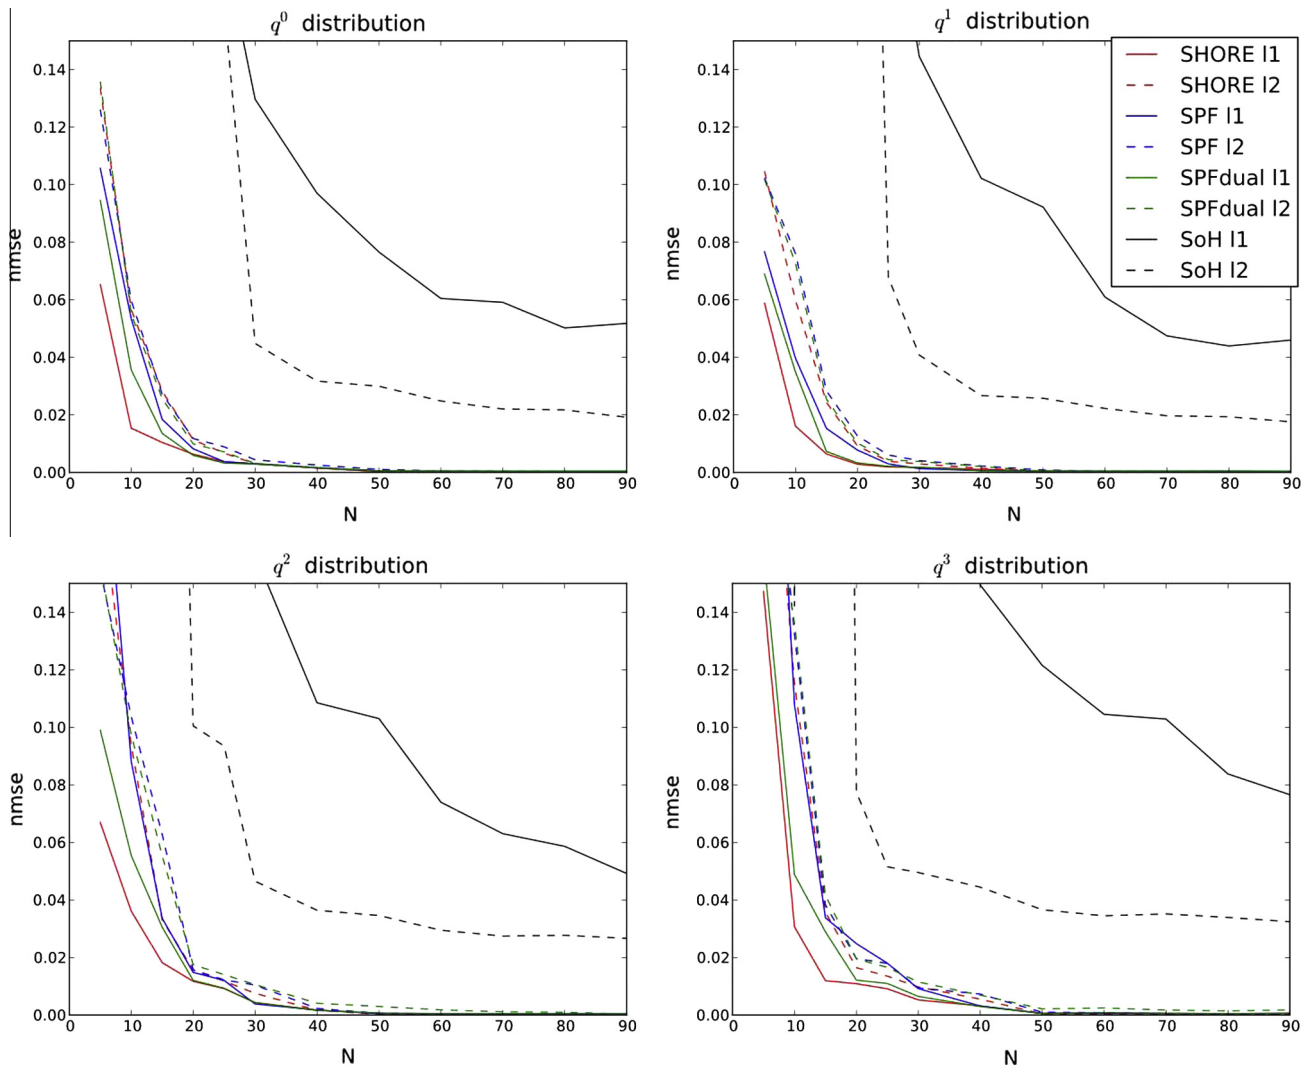 q^0 distribution
0.14
0.12
0.10
0.08
0.06
0.04
0.02
0.00
nmse
0 10 20 30 40 50 60 70 80 90
N
q^1 distribution
0.14
0.12
0.10
0.08
0.06
0.04
0.02
0.00
nmse
0 10 20 30 40 50 60 70 80 90
N
SHORE l1
SHORE l2
SPF l1
SPF l2
SPFdual l1
SPFdual l2
SoH l1
SoH l2
q^2 distribution
0.14
0.12
0.10
0.08
0.06
0.04
0.02
0.00
nmse
0 10 20 30 40 50 60 70 80 90
N
q^3 distribution
0.14
0.12
0.10
0.08
0.06
0.04
0.02
0.00
nmse
0 10 20 30 40 50 60 70 80 90
N